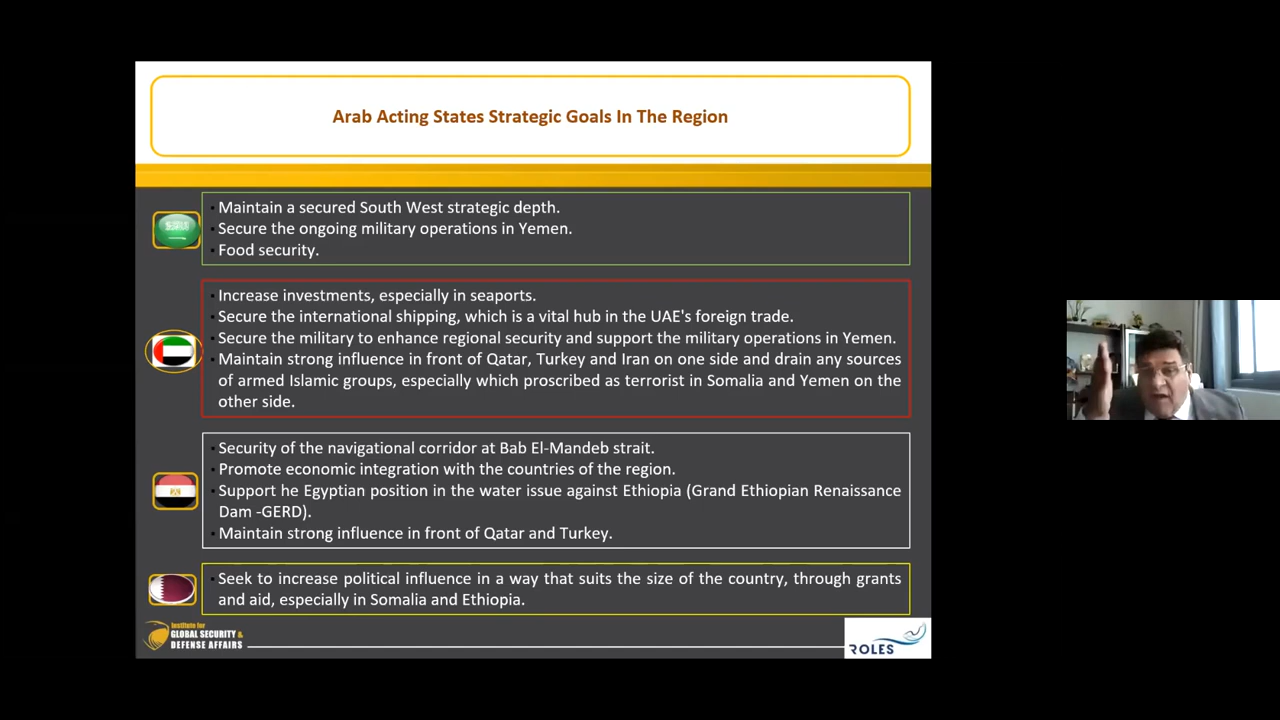 Arab Acting States Strategic Goals In The Region
· Maintain a secured South West strategic depth.
· Secure the ongoing military operations in Yemen.
· Food security.
· Increase investments, especially in seaports.
· Secure the international shipping, which is a vital hub in the UAE's foreign trade.
· Secure the military to enhance regional security and support the military operations in Yemen.
· Maintain strong influence in front of Qatar, Turkey and Iran on one side and drain any sources
of armed Islamic groups, especially which proscribed as terrorist in Somalia and Yemen on the
other side.
· Security of the navigational corridor at Bab El-Mandeb strait.
· Promote economic integration with the countries of the region.
· Support he Egyptian position in the water issue against Ethiopia (Grand Ethiopian Renaissance
Dam -GERD).
· Maintain strong influence in front of Qatar and Turkey.
· Seek to increase political influence in a way that suits the size of the country, through grants
and aid, especially in Somalia and Ethiopia.
Institute for
GLOBAL SECURITY &
DEFENSE AFFAIRS
ROLES